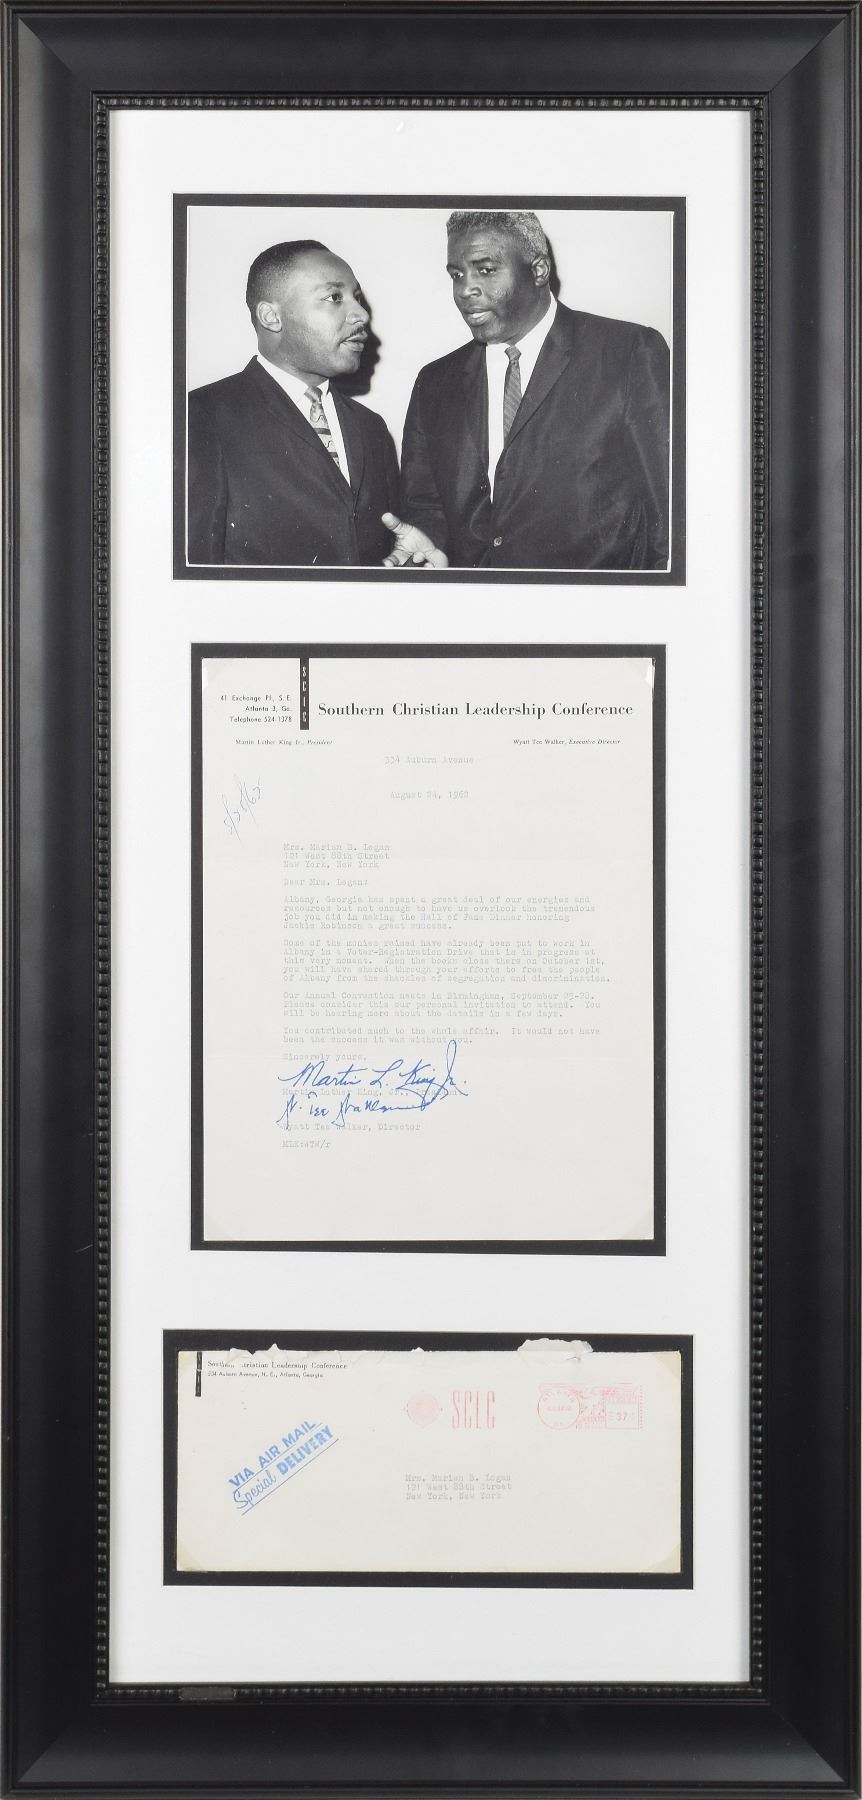 SCLC
41 Exchange Pl., S. E.
Atlanta 3, Ga.
Telephone 524-1378
Southern Christian Leadership Conference
Martin Luther King Jr., President
Wyatt Tee Walker, Executive Director
334 Auburn Avenue
August 24, 1962
Mrs. Marian B. Logan
121 West 88th Street
New York, New York
Dear Mrs. Logan:
Albany, Georgia has spent a great deal of our energies and
resources but not enough to have us overlook the tremendous
job you did in making the Hall of Fame Dinner honoring
Jackie Robinson a great success.
Some of the monies raised have already been put to work in
Albany in a Voter-Registration Drive that is in progress at
this very moment. When the books close there on October 1st,
you will have shared through your efforts to free the people
of Albany from the shackles of segregation and discrimination.
Our Annual Convention meets in Birmingham, September 25-28.
Please consider this our personal invitation to attend. You
will be hearing more about the details in a few days.
You contributed much to the whole affair. It would not have
been the success it was without you.
Sincerely yours,
Martin L. King Jr.
Martin Luther King, Jr., President
Wyatt Tee Walker, Director
MLK:WTW/r
Southern Christian Leadership Conference
334 Auburn Avenue, N. E., Atlanta, Georgia
SCLC
VIA AIR MAIL
Special DELIVERY
Mrs. Marian B. Logan
121 West 88th Street
New York, New York